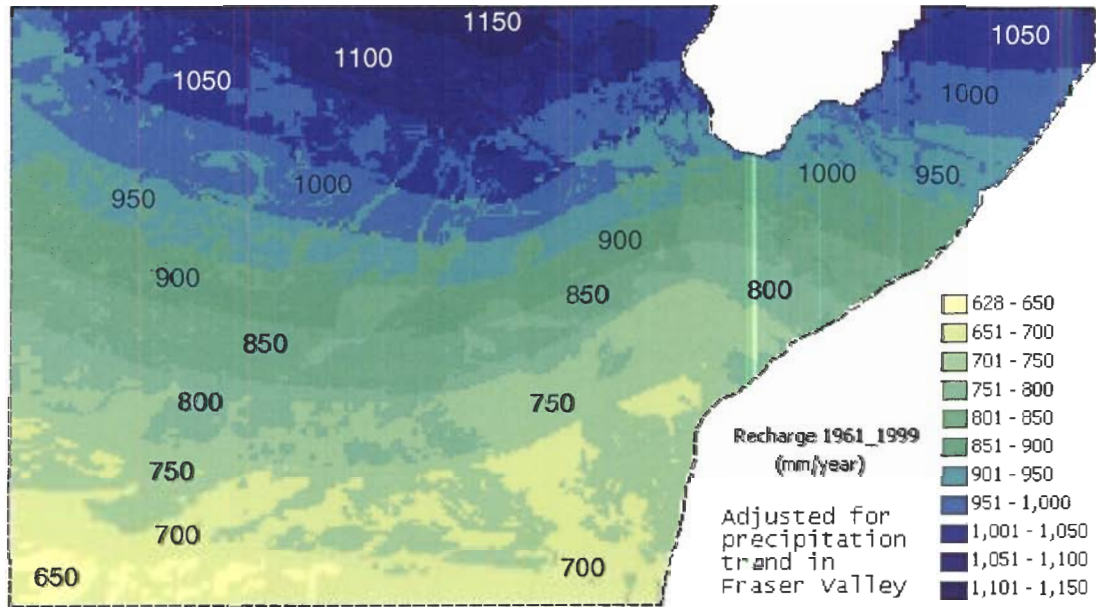 1150
1050
1100
1050
1000
1000
1000
950
950
900
900
850
800
850
800
750
750
700
700
650
628 - 650
651 - 700
701 - 750
751 - 800
801 - 850
851 - 900
901 - 950
951 - 1,000
1,001 - 1,050
1,051 - 1,100
1,101 - 1,150
Recharge 1961_1999
(mm/year)
Adjusted for
precipitation
trend in
Fraser Valley